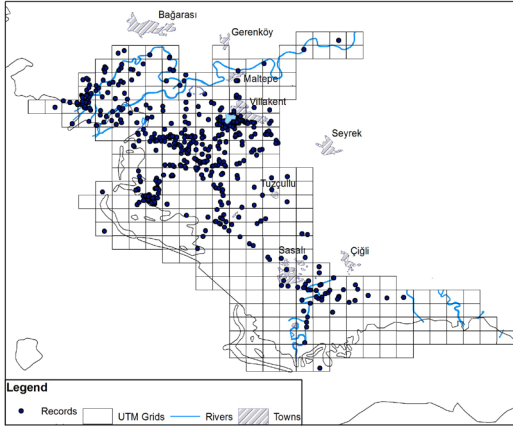 Bağarası
Gerenköy
Maltepe
Villakent
Seyrek
Tuzçullu
Sasalı
Çiğli
Legend
Records
UTM Grids
Rivers
Towns